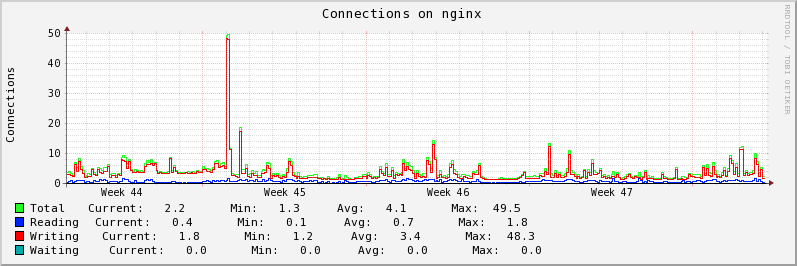 Connections on nginx
RRDTOOL / TOBI OETIKER
Connections
50
40
30
20
10
0
Week 44 Week 45 Week 46 Week 47
Total Current: 2.2 Min: 1.3 Avg: 4.1 Max: 49.5
Reading Current: 0.4 Min: 0.1 Avg: 0.7 Max: 1.8
Writing Current: 1.8 Min: 1.2 Avg: 3.4 Max: 48.3
Waiting Current: 0.0 Min: 0.0 Avg: 0.0 Max: 0.0